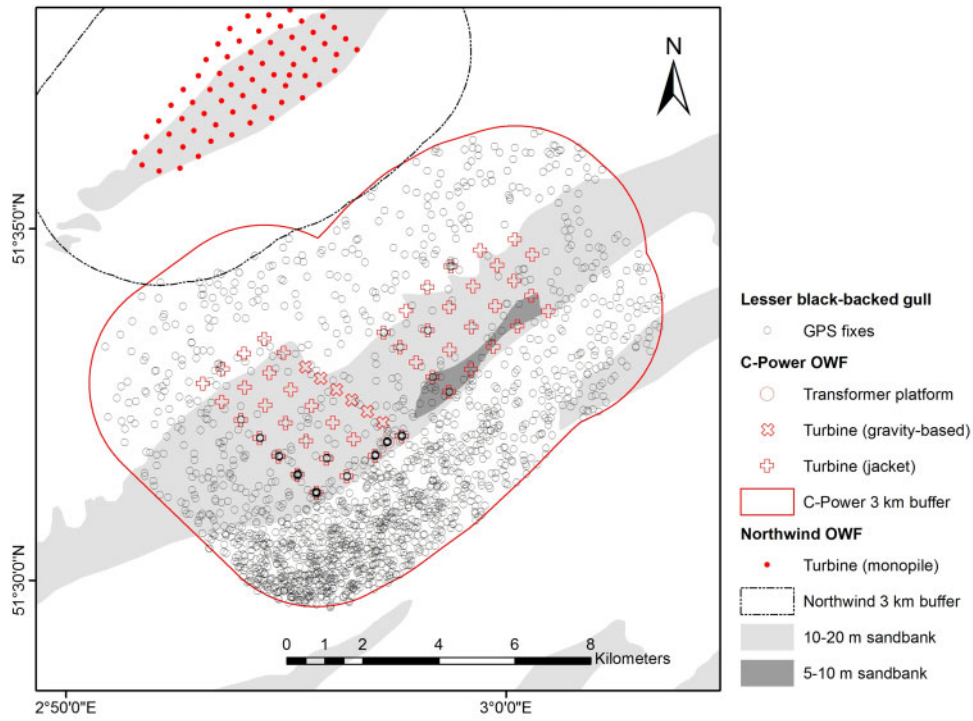 N
51°35'0"N
51°30'0"N
0 1 2 4 6 8
Kilometers
2°50'0"E
3°0'0"E
Lesser black-backed gull
GPS fixes
C-Power OWF
Transformer platform
Turbine (gravity-based)
Turbine (jacket)
C-Power 3 km buffer
Northwind OWF
Turbine (monopile)
Northwind 3 km buffer
10-20 m sandbank
5-10 m sandbank